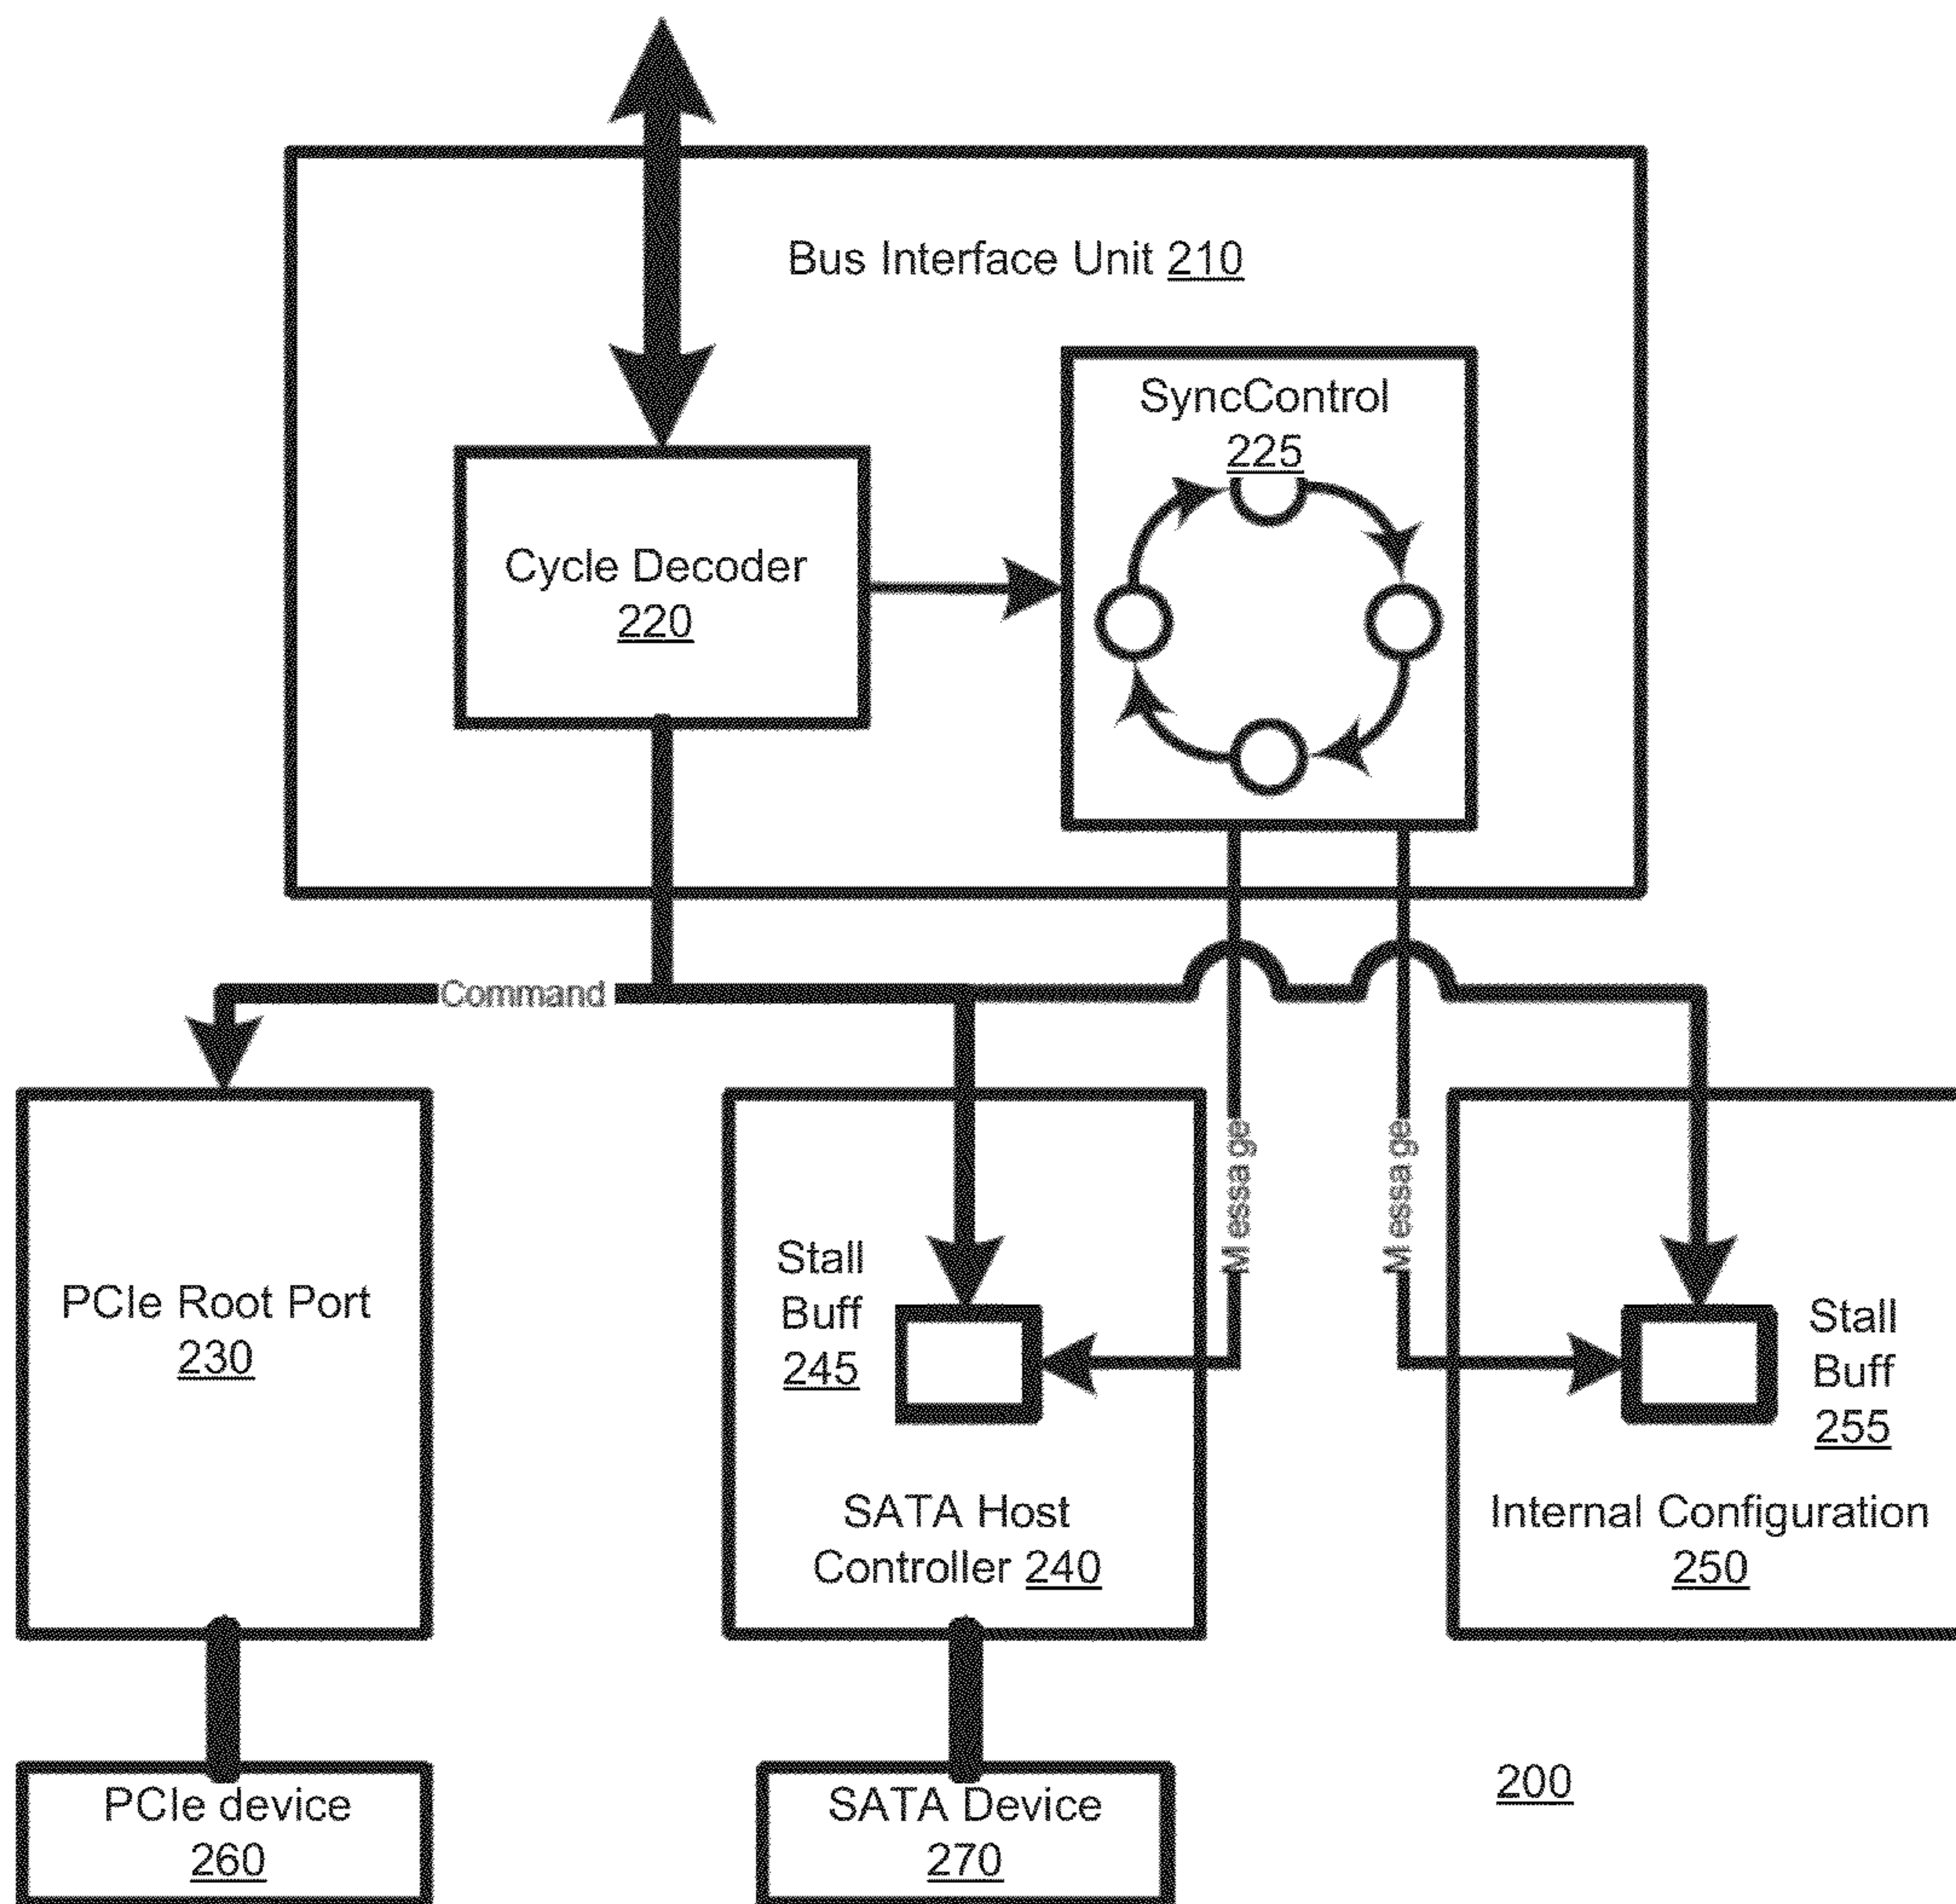 Bus Interface Unit 210
SyncControl
225
Cycle Decoder
220
Command
Message
Message
PCIe Root Port
230
Stall
Buff
245
SATA Host
Controller 240
Stall
Buff
255
Internal Configuration
250
PCIe device
260
SATA Device
270
200